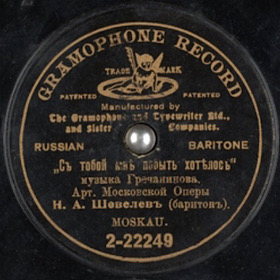 GRAMOPHONE RECORD
TRADE MARK
PATENTED PATENTED
Manufactured by
The Gramophone and Typewriter Ltd.,
and Sister Companies.
RUSSIAN BARITONE
„Съ тобой мнѣ побыть хотѣлось"
музыка Гречанинова,
Арт. Московской Оперы
Н. А. Шевелевъ (баритонъ).
MOSKAU.
2-22249